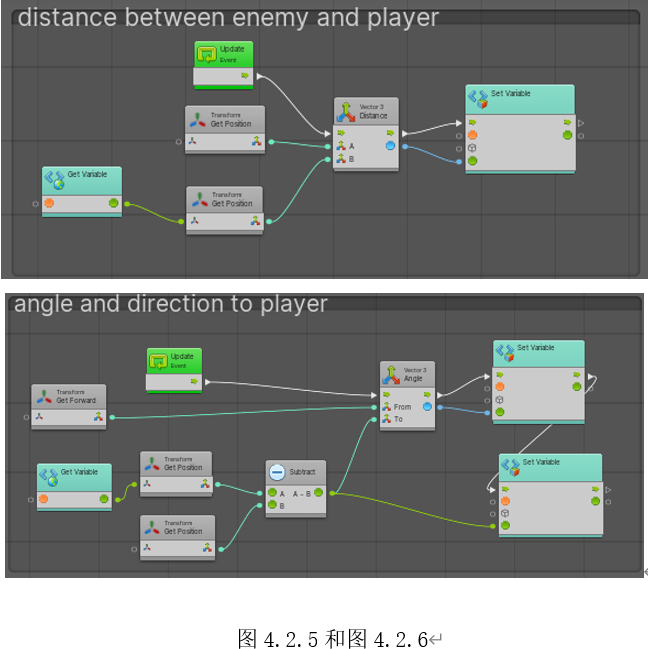 distance between enemy and player
Update
Event
Transform
Get Position
Vector 3
Distance
A
B
Set Variable
Get Variable
Transform
Get Position
angle and direction to player
Update
Event
Transform
Get Forward
Vector 3
Angle
From
To
Set Variable
Get Variable
Transform
Get Position
Subtract
A A - B
B
Set Variable
Transform
Get Position
图 4.2.5 和图 4.2.6